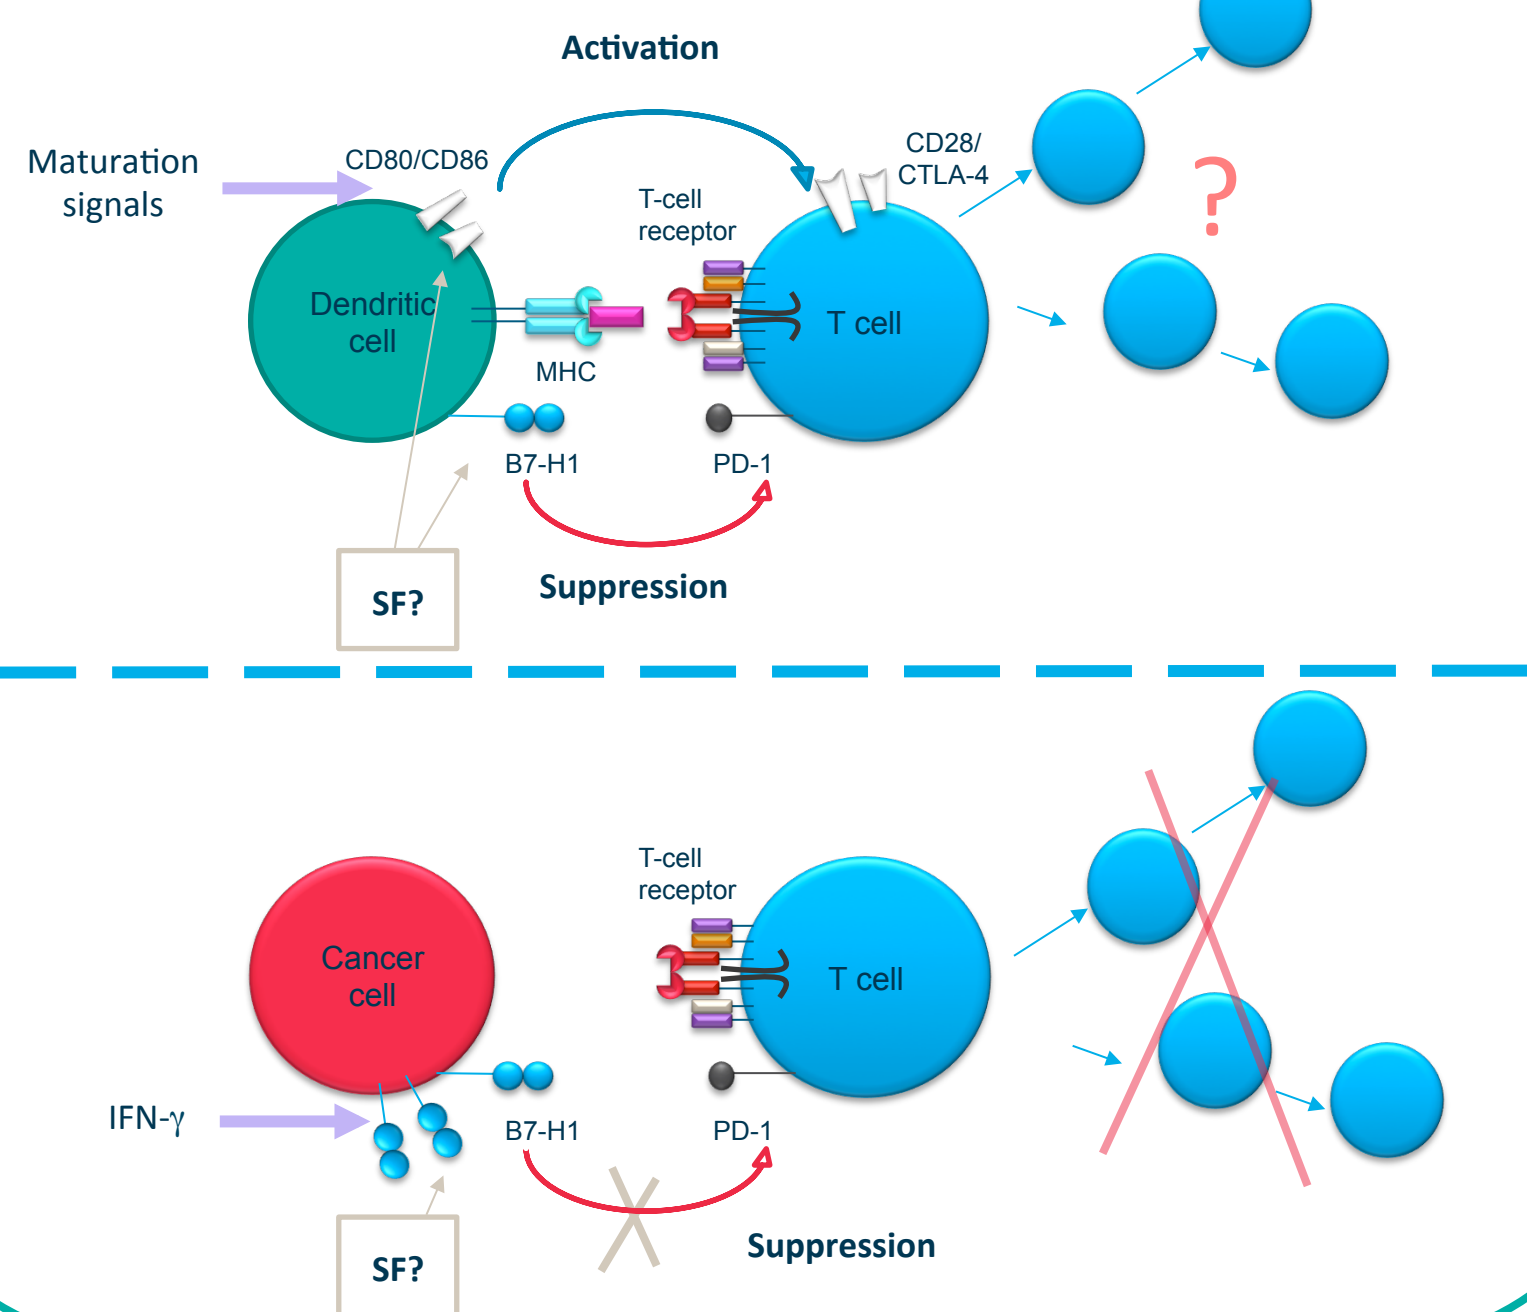 Activation
Maturation
signals
CD80/CD86
CD28/
CTLA-4
T-cell
receptor
Dendritic
cell
T cell
MHC
B7-H1
PD-1
SF?
Suppression
?
T-cell
receptor
Cancer
cell
T cell
IFN-γ
B7-H1
PD-1
Suppression
SF?